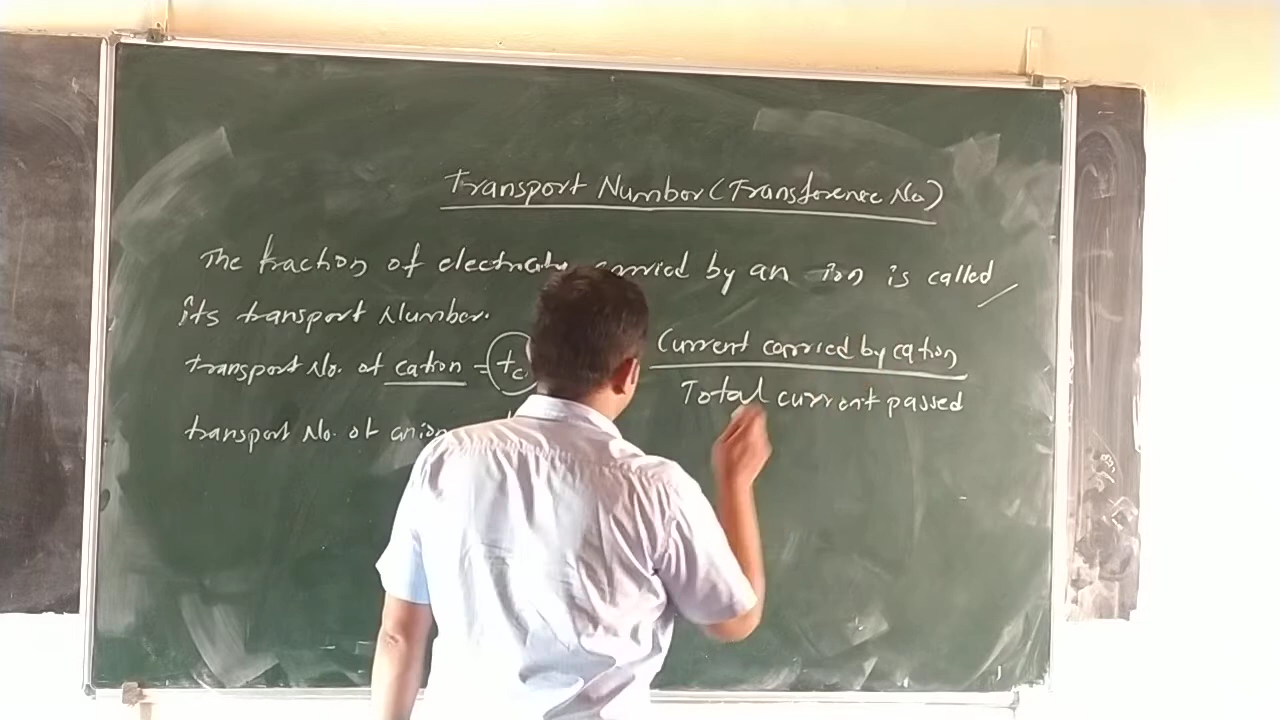 Transport Number (Transference No)
The fraction of electricity carried by an ion is called
its transport Number.
transport No. of cation = tc
Current carried by cation
Total current passed
transport No. of anion